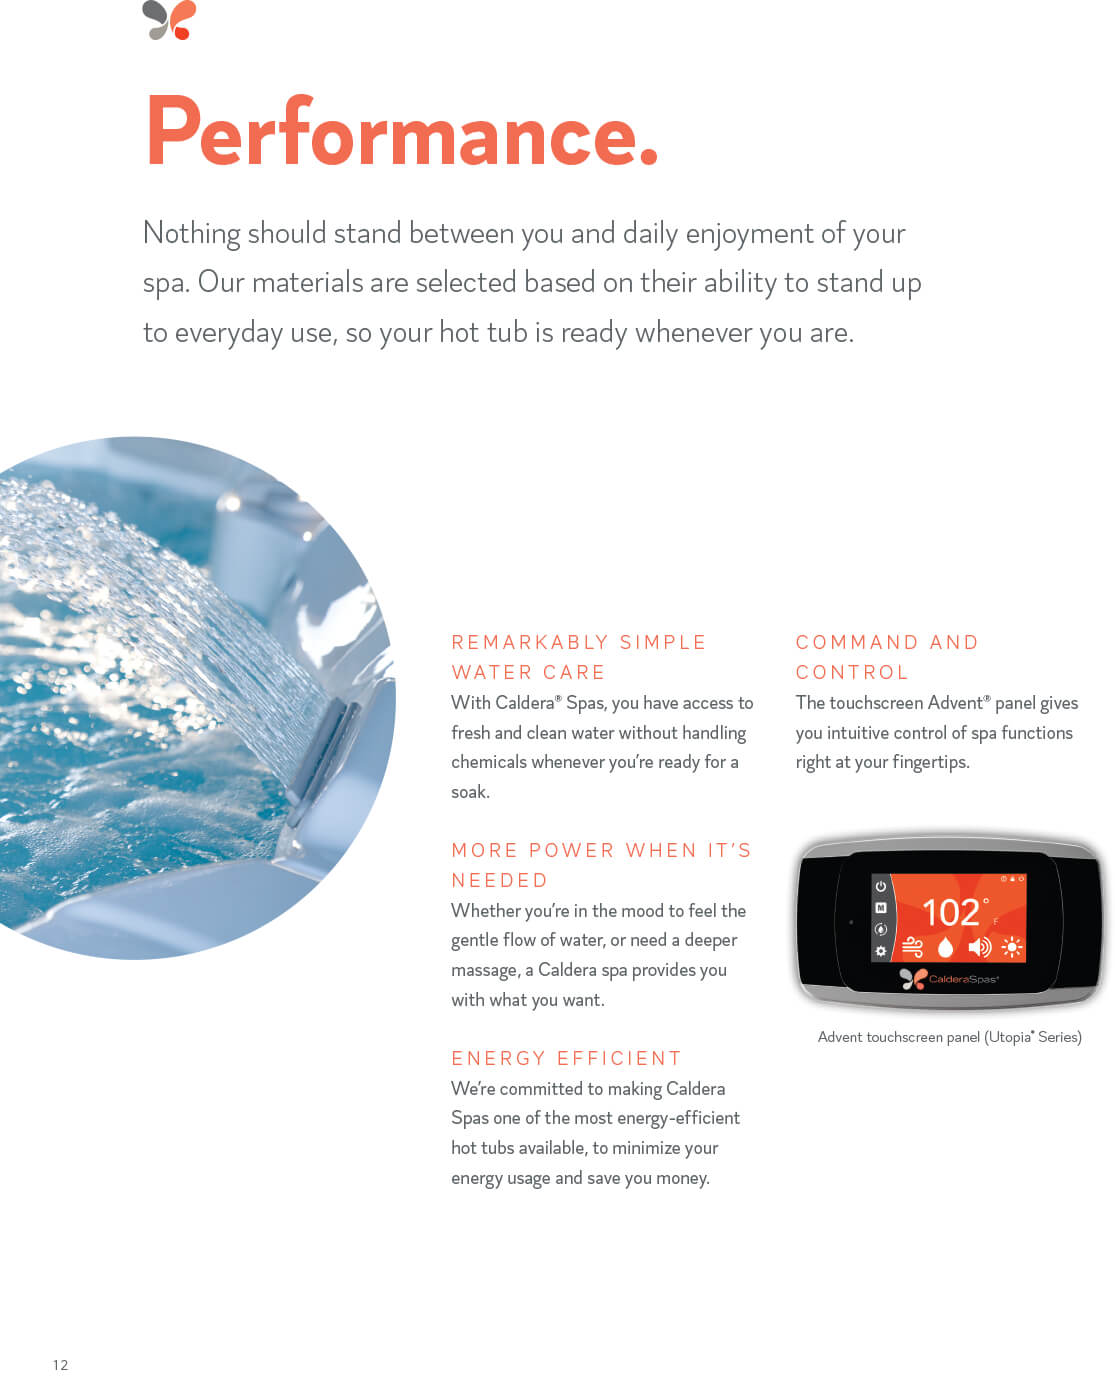 Performance.
Nothing should stand between you and daily enjoyment of your
spa. Our materials are selected based on their ability to stand up
to everyday use, so your hot tub is ready whenever you are.
REMARKABLY SIMPLE
WATER CARE
With Caldera® Spas, you have access to
fresh and clean water without handling
chemicals whenever you’re ready for a
soak.
MORE POWER WHEN IT’S
NEEDED
Whether you’re in the mood to feel the
gentle flow of water, or need a deeper
massage, a Caldera spa provides you
with what you want.
ENERGY EFFICIENT
We’re committed to making Caldera
Spas one of the most energy-efficient
hot tubs available, to minimize your
energy usage and save you money.
COMMAND AND
CONTROL
The touchscreen Advent® panel gives
you intuitive control of spa functions
right at your fingertips.
M
102°
F
CalderaSpas®
Advent touchscreen panel (Utopia® Series)
12